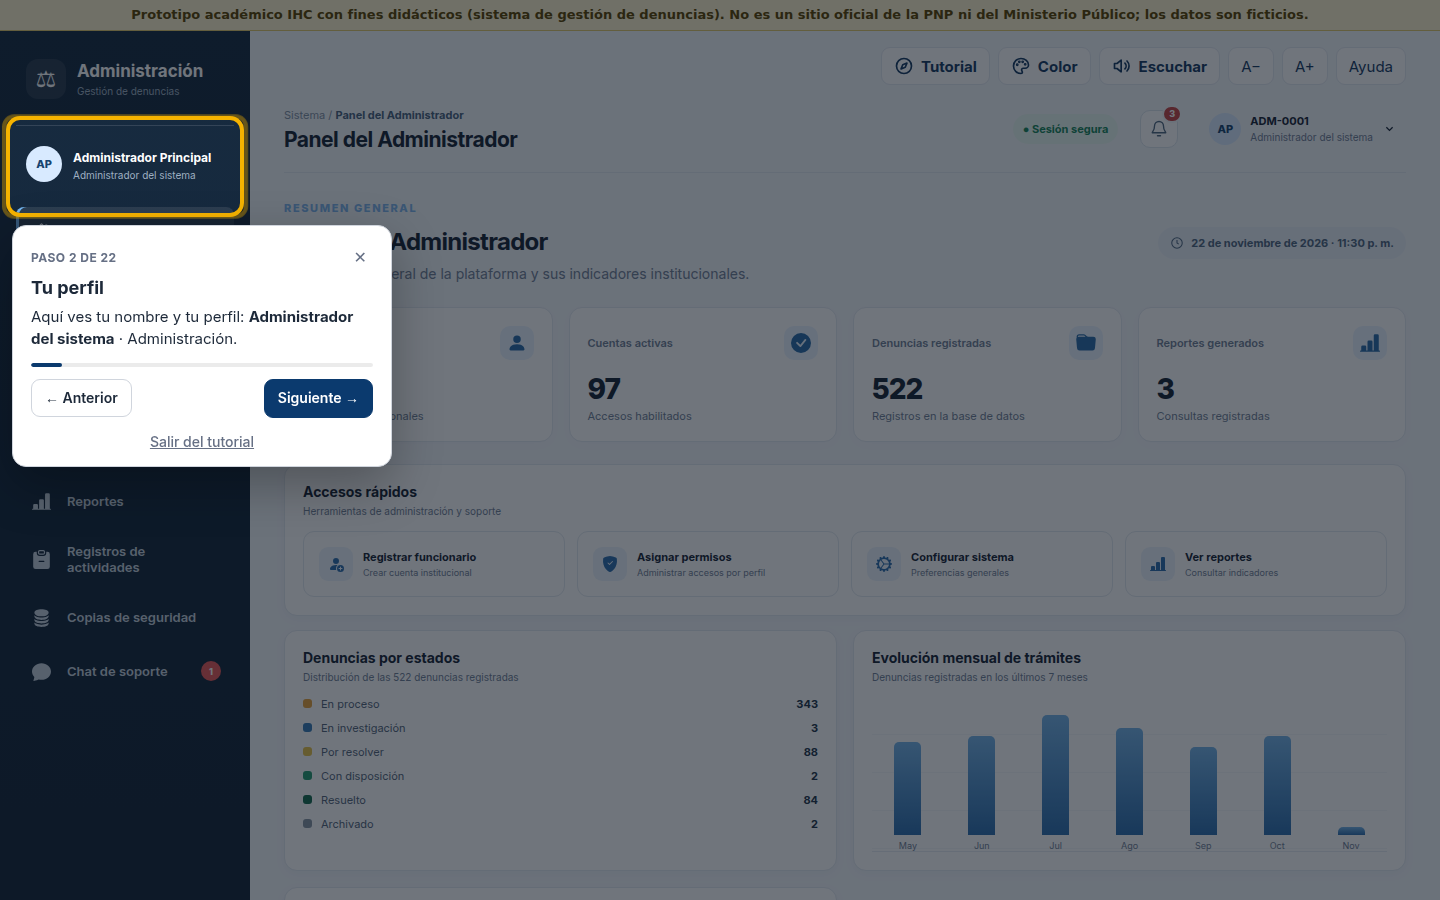 Prototipo académico IHC con fines didácticos (sistema de gestión de denuncias). No es un sitio oficial de la PNP ni del Ministerio Público; los datos son ficticios.
Administración
Gestión de denuncias
Tutorial
Color
Escuchar
A−
A+
Ayuda
Sistema / Panel del Administrador
Panel del Administrador
Sesión segura
3
AP
ADM-0001
Administrador del sistema
AP
Administrador Principal
Administrador del sistema
RESUMEN GENERAL
Administrador
22 de noviembre de 2026 · 11:30 p. m.
eral de la plataforma y sus indicadores institucionales.
PASO 2 DE 22
✕
Tu perfil
Aquí ves tu nombre y tu perfil: Administrador
del sistema · Administración.
← Anterior
Siguiente →
Salir del tutorial
onales
Cuentas activas
97
Accesos habilitados
Denuncias registradas
522
Registros en la base de datos
Reportes generados
3
Consultas registradas
Reportes
Registros de
actividades
Copias de seguridad
Chat de soporte
1
Accesos rápidos
Herramientas de administración y soporte
Registrar funcionario
Crear cuenta institucional
Asignar permisos
Administrar accesos por perfil
Configurar sistema
Preferencias generales
Ver reportes
Consultar indicadores
Denuncias por estados
Distribución de las 522 denuncias registradas
En proceso 343
En investigación 3
Por resolver 88
Con disposición 2
Resuelto 84
Archivado 2
Evolución mensual de trámites
Denuncias registradas en los últimos 7 meses
May Jun Jul Ago Sep Oct Nov